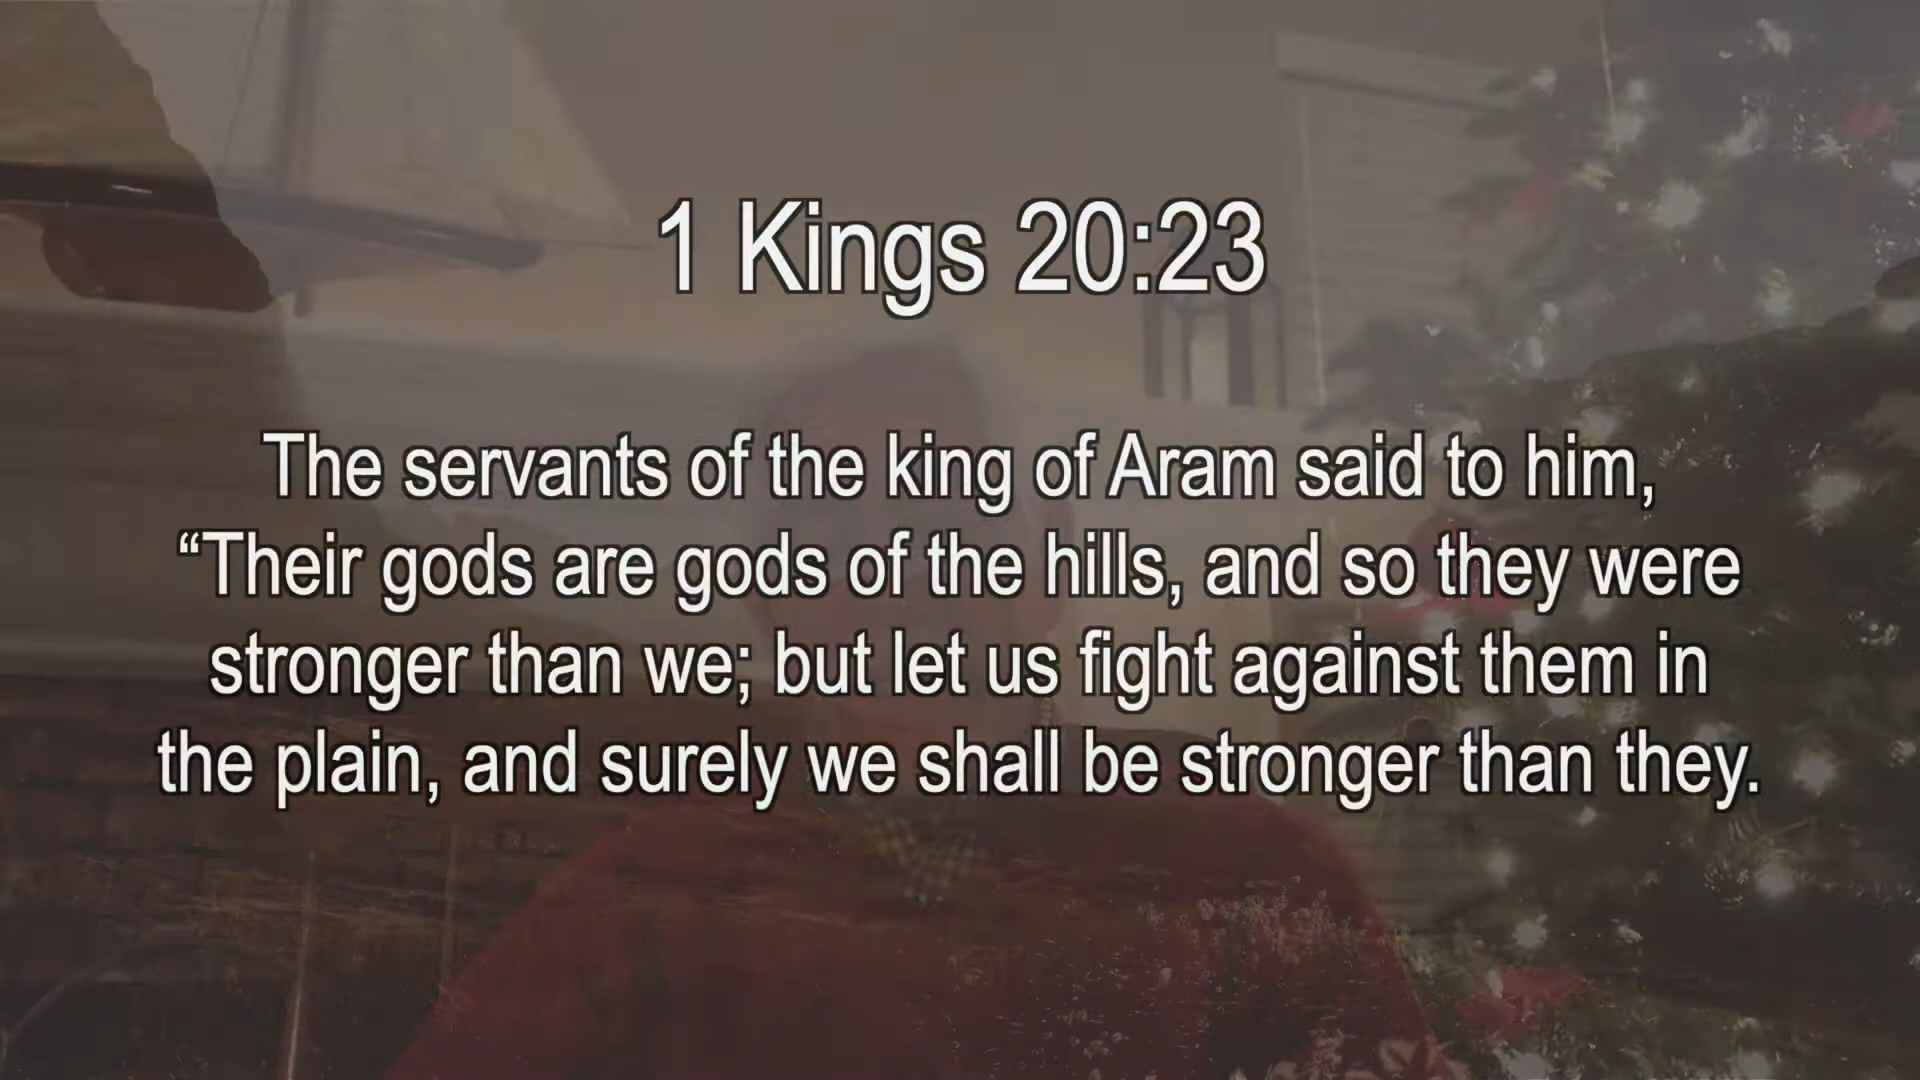 1 Kings 20:23
The servants of the king of Aram said to him,
“Their gods are gods of the hills, and so they were
stronger than we; but let us fight against them in
the plain, and surely we shall be stronger than they.